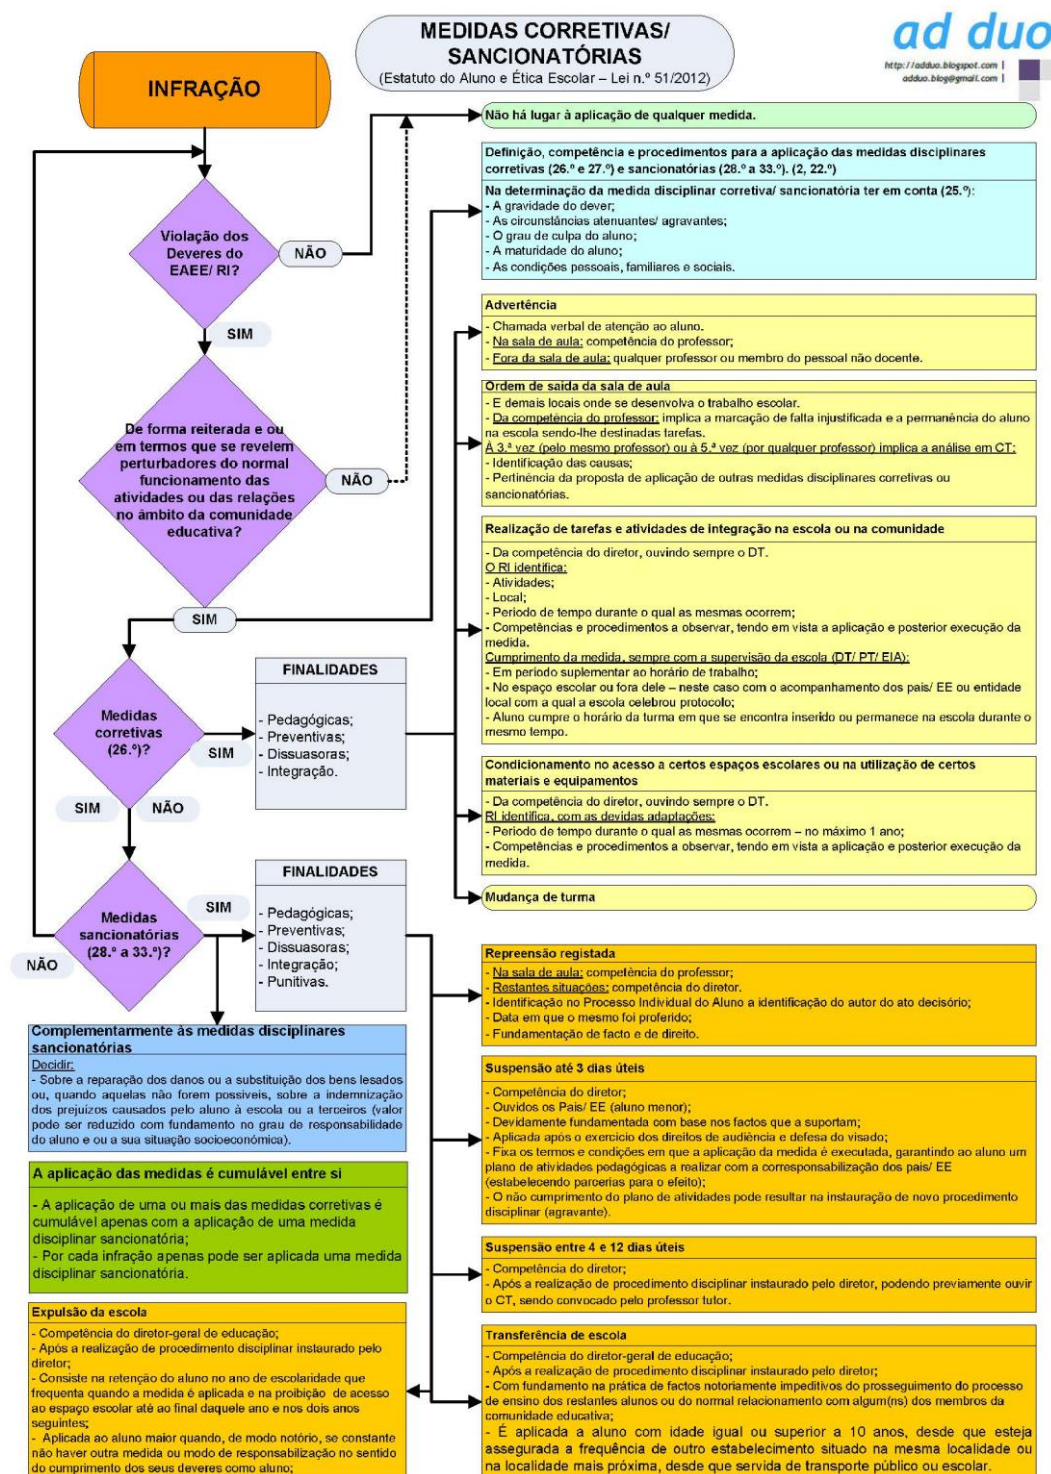 MEDIDAS CORRETIVAS/
SANCIONATÓRIAS
(Estatuto do Aluno e Ética Escolar – Lei n.º 51/2012)
ad duo
http://adduo.blogspot.com |
adduo.blog@gmail.com |
INFRAÇÃO
Não há lugar à aplicação de qualquer medida.
Definição, competência e procedimentos para a aplicação das medidas disciplinares
corretivas (26.º e 27.º) e sancionatórias (28.º a 33.º). (2, 22.º)
Na determinação da medida disciplinar corretiva/ sancionatória ter em conta (25.º):
- A gravidade do dever;
- As circunstâncias atenuantes/ agravantes;
- O grau de culpa do aluno;
- A maturidade do aluno;
- As condições pessoais, familiares e sociais.
Violação dos
Deveres do
EAEE/ RI?
NÃO
SIM
De forma reiterada e ou
em termos que se revelem
perturbadores do normal
funcionamento das
atividades ou das relações
no âmbito da comunidade
educativa?
NÃO
SIM
Advertência
- Chamada verbal de atenção ao aluno.
- Na sala de aula: competência do professor;
- Fora da sala de aula: qualquer professor ou membro do pessoal não docente.
Ordem de saída da sala de aula
- E demais locais onde se desenvolva o trabalho escolar.
- Da competência do professor: implica a marcação de falta injustificada e a permanência do aluno
na escola sendo-lhe destinadas tarefas.
À 3.ª vez (pelo mesmo professor) ou à 5.ª vez (por qualquer professor) implica a análise em CT:
- Identificação das causas;
- Pertinência da proposta de aplicação de outras medidas disciplinares corretivas ou
sancionatórias.
Realização de tarefas e atividades de integração na escola ou na comunidade
- Da competência do diretor, ouvindo sempre o DT.
O RI identifica:
- Atividades;
- Local;
- Período de tempo durante o qual as mesmas ocorrem;
- Competências e procedimentos a observar, tendo em vista a aplicação e posterior execução da
medida.
Cumprimento da medida, sempre com a supervisão da escola (DT/ PT/ EIA):
- Em período suplementar ao horário de trabalho;
- No espaço escolar ou fora dele – neste caso com o acompanhamento dos pais/ EE ou entidade
local com a qual a escola celebrou protocolo;
- Aluno cumpre o horário da turma em que se encontra inserido ou permanece na escola durante o
mesmo tempo.
Condicionamento no acesso a certos espaços escolares ou na utilização de certos
materiais e equipamentos
- Da competência do diretor, ouvindo sempre o DT.
RI identifica, com as devidas adaptações:
- Período de tempo durante o qual as mesmas ocorrem – no máximo 1 ano;
- Competências e procedimentos a observar, tendo em vista a aplicação e posterior execução da
medida.
Mudança de turma
Medidas
corretivas
(26.º)?
SIM
SIM
NÃO
FINALIDADES
- Pedagógicas;
- Preventivas;
- Dissuasoras;
- Integração.
Medidas
sancionatórias
(28.º a 33.º)?
SIM
NÃO
FINALIDADES
- Pedagógicas;
- Preventivas;
- Dissuasoras;
- Integração;
- Punitivas.
Repreensão registada
- Na sala de aula: competência do professor;
- Restantes situações: competência do diretor.
- Identificação no Processo Individual do Aluno a identificação do autor do ato decisório;
- Data em que o mesmo foi proferido;
- Fundamentação de facto e de direito.
Suspensão até 3 dias úteis
- Competência do diretor;
- Ouvidos os Pais/ EE (aluno menor);
- Devidamente fundamentada com base nos factos que a suportam;
- Aplicada após o exercício dos direitos de audiência e defesa do visado;
- Fixa os termos e condições em que a aplicação da medida é executada, garantindo ao aluno um
plano de atividades pedagógicas a realizar com a corresponsabilização dos pais/ EE
(estabelecendo parcerias para o efeito);
- O não cumprimento do plano de atividades pode resultar na instauração de novo procedimento
disciplinar (agravante).
Suspensão entre 4 e 12 dias úteis
- Competência do diretor;
- Após a realização de procedimento disciplinar instaurado pelo diretor, podendo previamente ouvir
o CT, sendo convocado pelo professor tutor.
Transferência de escola
- Competência do diretor-geral de educação;
- Após a realização de procedimento disciplinar instaurado pelo diretor;
- Com fundamento na prática de factos notoriamente impeditivos do prosseguimento do processo
de ensino dos restantes alunos ou do normal relacionamento com algum(ns) dos membros da
comunidade educativa;
- É aplicada a aluno com idade igual ou superior a 10 anos, desde que esteja
assegurada a frequência de outro estabelecimento situado na mesma localidade ou
na localidade mais próxima, desde que servida de transporte público ou escolar.
Complementarmente às medidas disciplinares
sancionatórias
Decidir:
- Sobre a reparação dos danos ou a substituição dos bens lesados
ou, quando aquelas não forem possíveis, sobre a indemnização
dos prejuízos causados pelo aluno à escola ou a terceiros (valor
pode ser reduzido com fundamento no grau de responsabilidade
do aluno e ou a sua situação socioeconómica).
A aplicação das medidas é cumulável entre si
- A aplicação de uma ou mais das medidas corretivas é
cumulável apenas com a aplicação de uma medida
disciplinar sancionatória;
- Por cada infração apenas pode ser aplicada uma medida
disciplinar sancionatória.
Expulsão da escola
- Competência do diretor-geral de educação;
- Após a realização de procedimento disciplinar instaurado pelo
diretor;
- Consiste na retenção do aluno no ano de escolaridade que
frequenta quando a medida é aplicada e na proibição de acesso
ao espaço escolar até ao final daquele ano e nos dois anos
seguintes;
- Aplicada ao aluno maior quando, de modo notório, se constante
não haver outra medida ou modo de responsabilização no sentido
do cumprimento dos seus deveres como aluno;